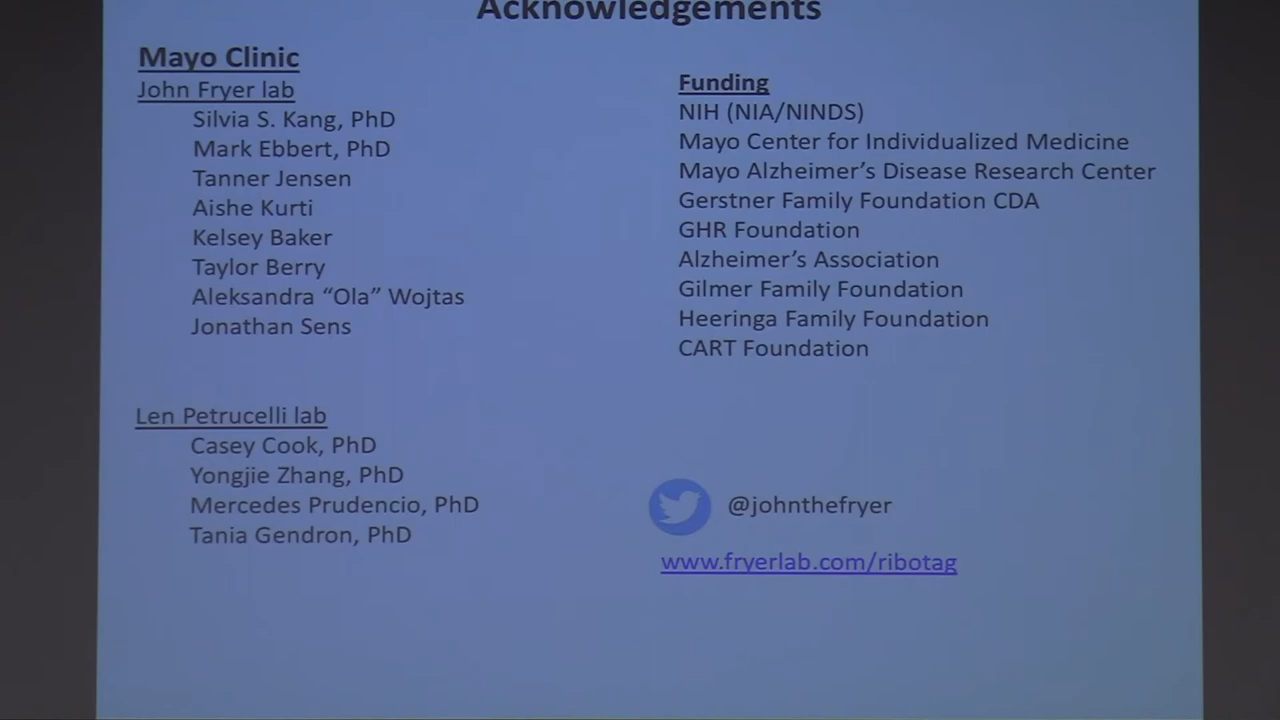 Acknowledgements
Mayo Clinic
John Fryer lab
Silvia S. Kang, PhD
Mark Ebbert, PhD
Tanner Jensen
Aishe Kurti
Kelsey Baker
Taylor Berry
Aleksandra “Ola” Wojtas
Jonathan Sens
Len Petrucelli lab
Casey Cook, PhD
Yongjie Zhang, PhD
Mercedes Prudencio, PhD
Tania Gendron, PhD
Funding
NIH (NIA/NINDS)
Mayo Center for Individualized Medicine
Mayo Alzheimer’s Disease Research Center
Gerstner Family Foundation CDA
GHR Foundation
Alzheimer’s Association
Gilmer Family Foundation
Heeringa Family Foundation
CART Foundation
@johnthefryer
www.fryerlab.com/ribotag